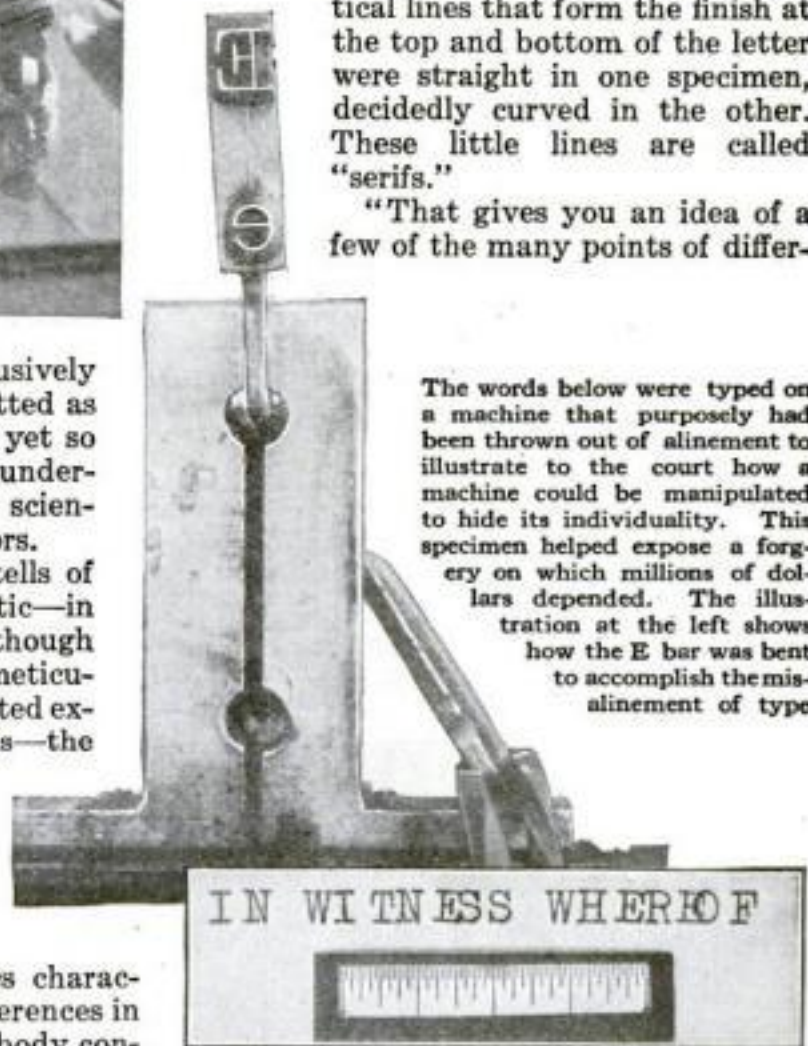 tical lines that form the finish at
the top and bottom of the letter
were straight in one specimen,
decidedly curved in the other.
These little lines are called
“serifs.”
“That gives you an idea of a
few of the many points of differ-
usively
tted as
yet so
under-
scien-
ors.
tells of
tic—in
though
meticu-
ted ex-
s—the
The words below were typed on
a machine that purposely had
been thrown out of alinement to
illustrate to the court how a
machine could be manipulated
to hide its individuality. This
specimen helped expose a forg-
ery on which millions of dol-
lars depended. The illus-
tration at the left shows
how the E bar was bent
to accomplish the mis-
alinement of type
IN WITNESS WHEREOF
s charac-
erences in
body con-